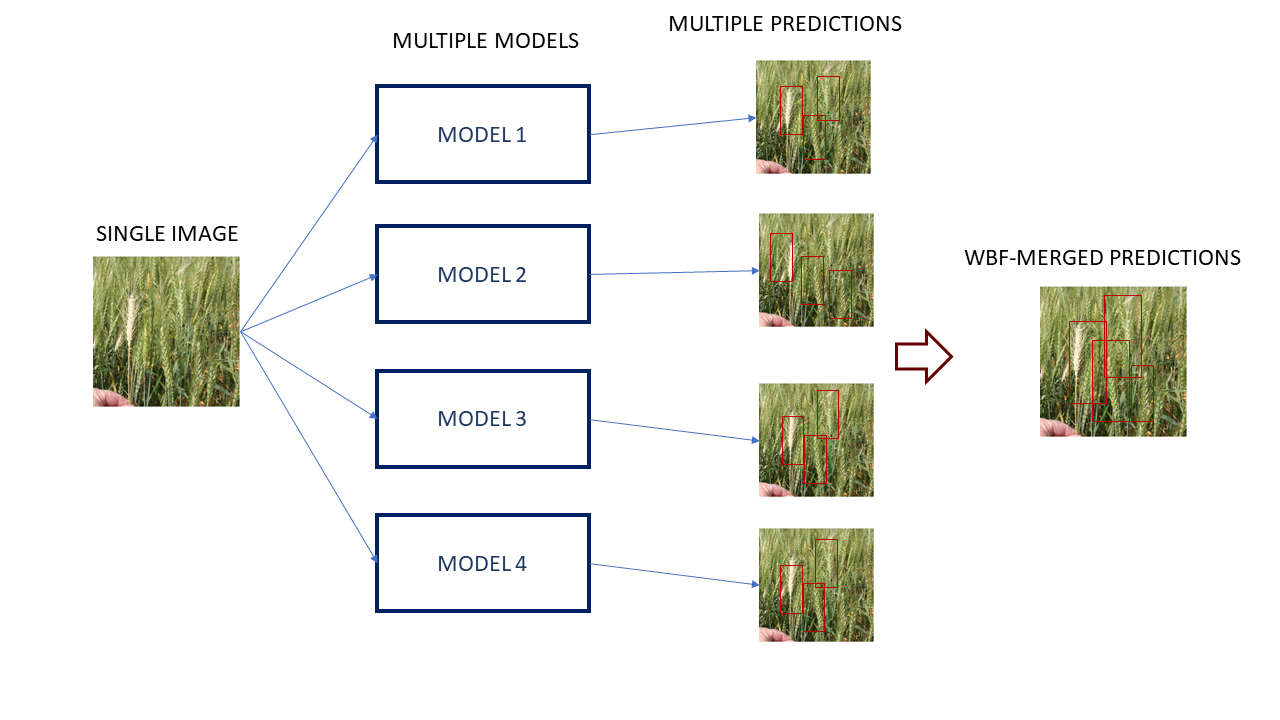 MULTIPLE PREDICTIONS
MULTIPLE MODELS
MODEL 1
SINGLE IMAGE
MODEL 2
WBF-MERGED PREDICTIONS
MODEL 3
MODEL 4